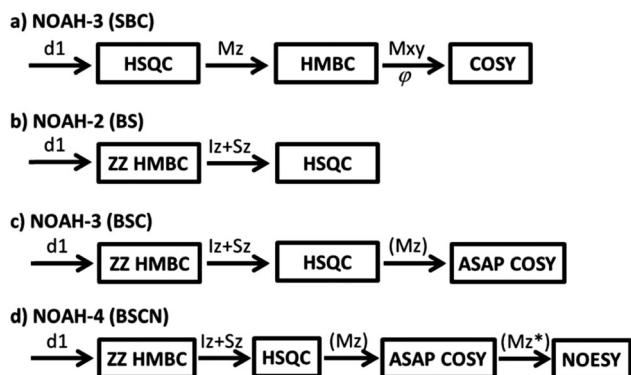 a) NOAH-3 (SBC)
d1 HSQC Mz HMBC Mxy φ COSY
b) NOAH-2 (BS)
d1 ZZ HMBC Iz+Sz HSQC
c) NOAH-3 (BSC)
d1 ZZ HMBC Iz+Sz HSQC (Mz) ASAP COSY
d) NOAH-4 (BSCN)
d1 ZZ HMBC Iz+Sz HSQC (Mz) ASAP COSY (Mz*) NOESY